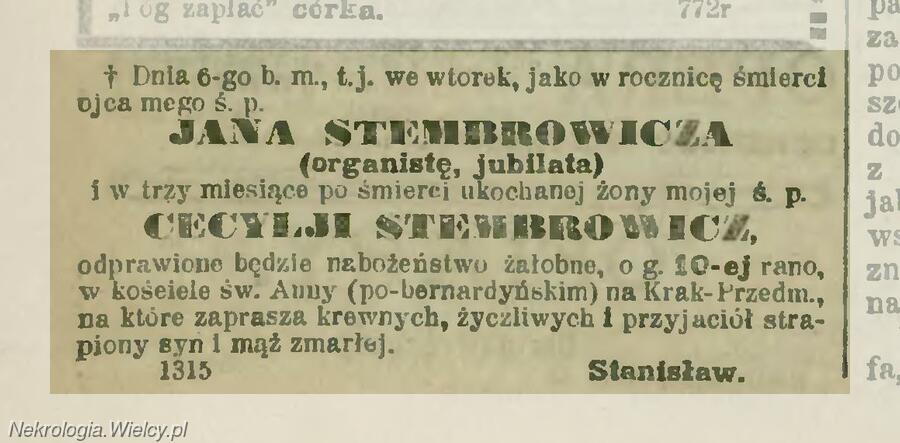 „Bóg zapłać” córka. 772r
† Dnia 6-go b. m., t.j. we wtorek, jako w rocznicę śmierci
ojca mego ś. p.
JANA STEMBROWICZA
(organistę, jubilata)
i w trzy miesiące po śmierci ukochanej żony mojej ś. p.
CECYLJI STEMBROWICZ,
odprawione będzie nabożeństwo żałobne, o g. 10-ej rano,
w kościele św. Anny (po-bernardyńskim) na Krak-Przedm.,
na które zaprasza krewnych, życzliwych i przyjaciół stra-
piony syn i mąż zmarłej.
1315 Stanisław.
pa
za
po
sz
do
z
jal
ws
zn
na
fa,
Nekrologia.Wielcy.pl